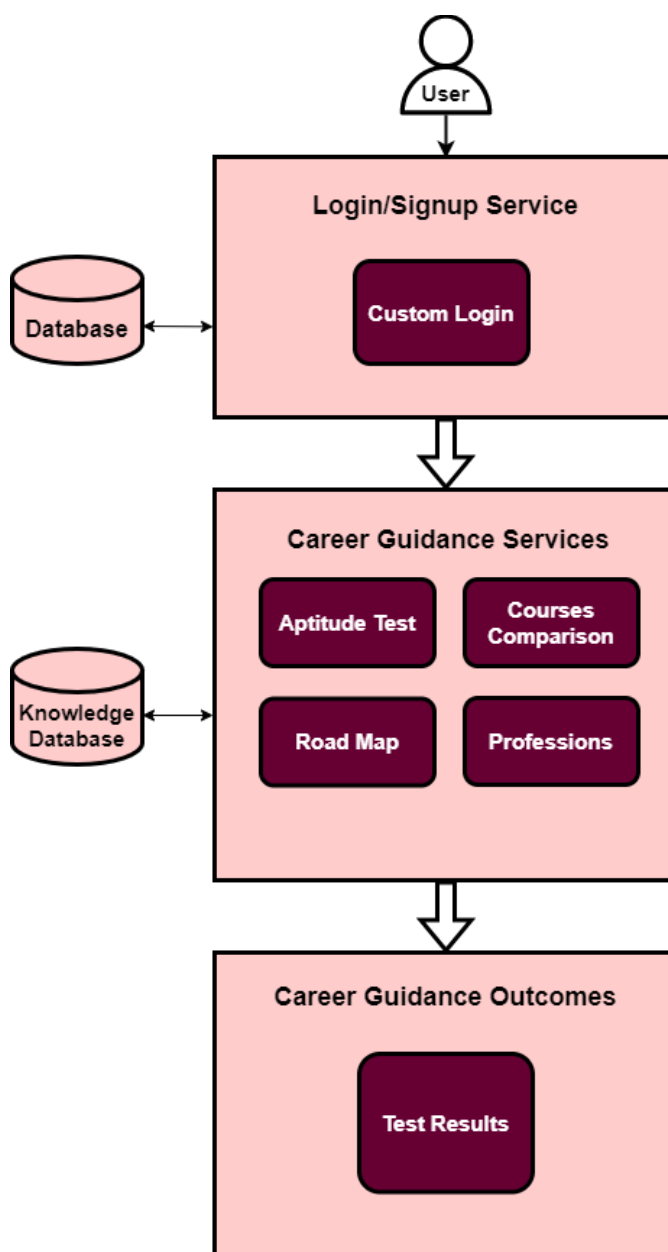 User
Login/Signup Service
Custom Login
Database
Career Guidance Services
Aptitude Test
Courses
Comparison
Knowledge
Database
Road Map
Professions
Career Guidance Outcomes
Test Results